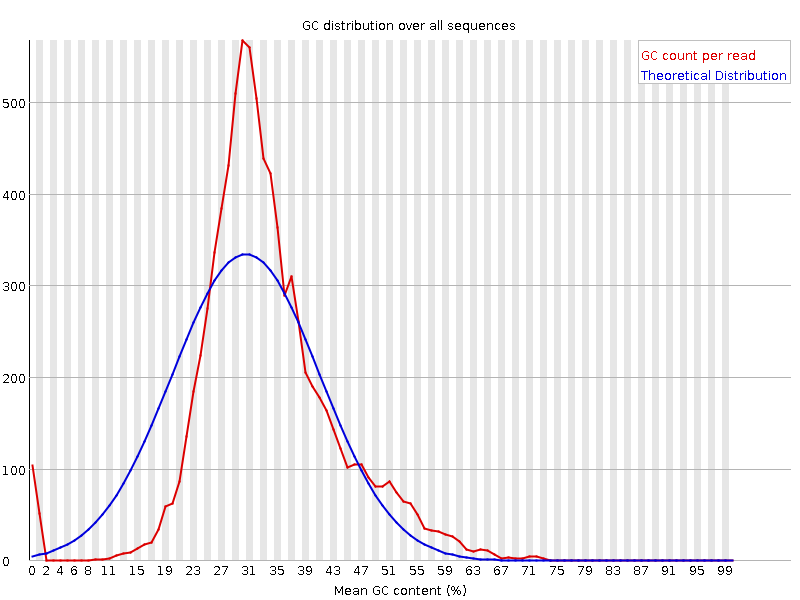 GC distribution over all sequences
GC count per read
Theoretical Distribution
500
400
300
200
100
0
0 2 4 6 8 11 15 19 23 27 31 35 39 43 47 51 55 59 63 67 71 75 79 83 87 91 95 99
Mean GC content (%)